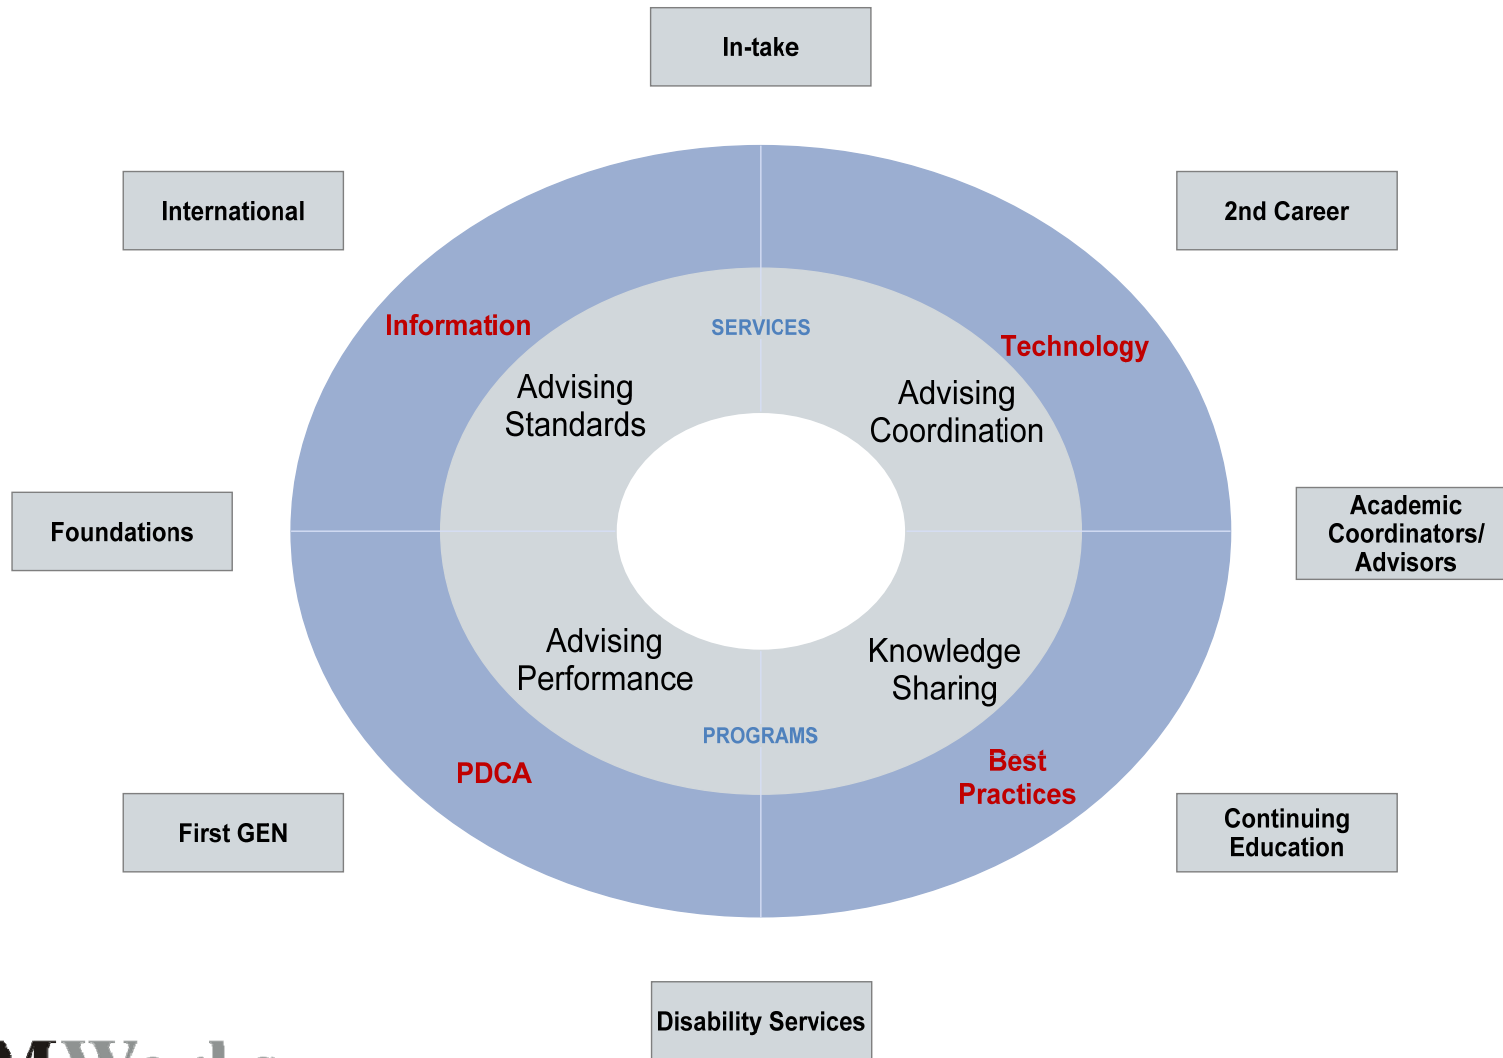 In-take
International
2nd Career
Information
SERVICES
Technology
Advising
Standards
Advising
Coordination
Foundations
Academic
Coordinators/
Advisors
Advising
Performance
Knowledge
Sharing
PROGRAMS
PDCA
Best
Practices
First GEN
Continuing
Education
Disability Services